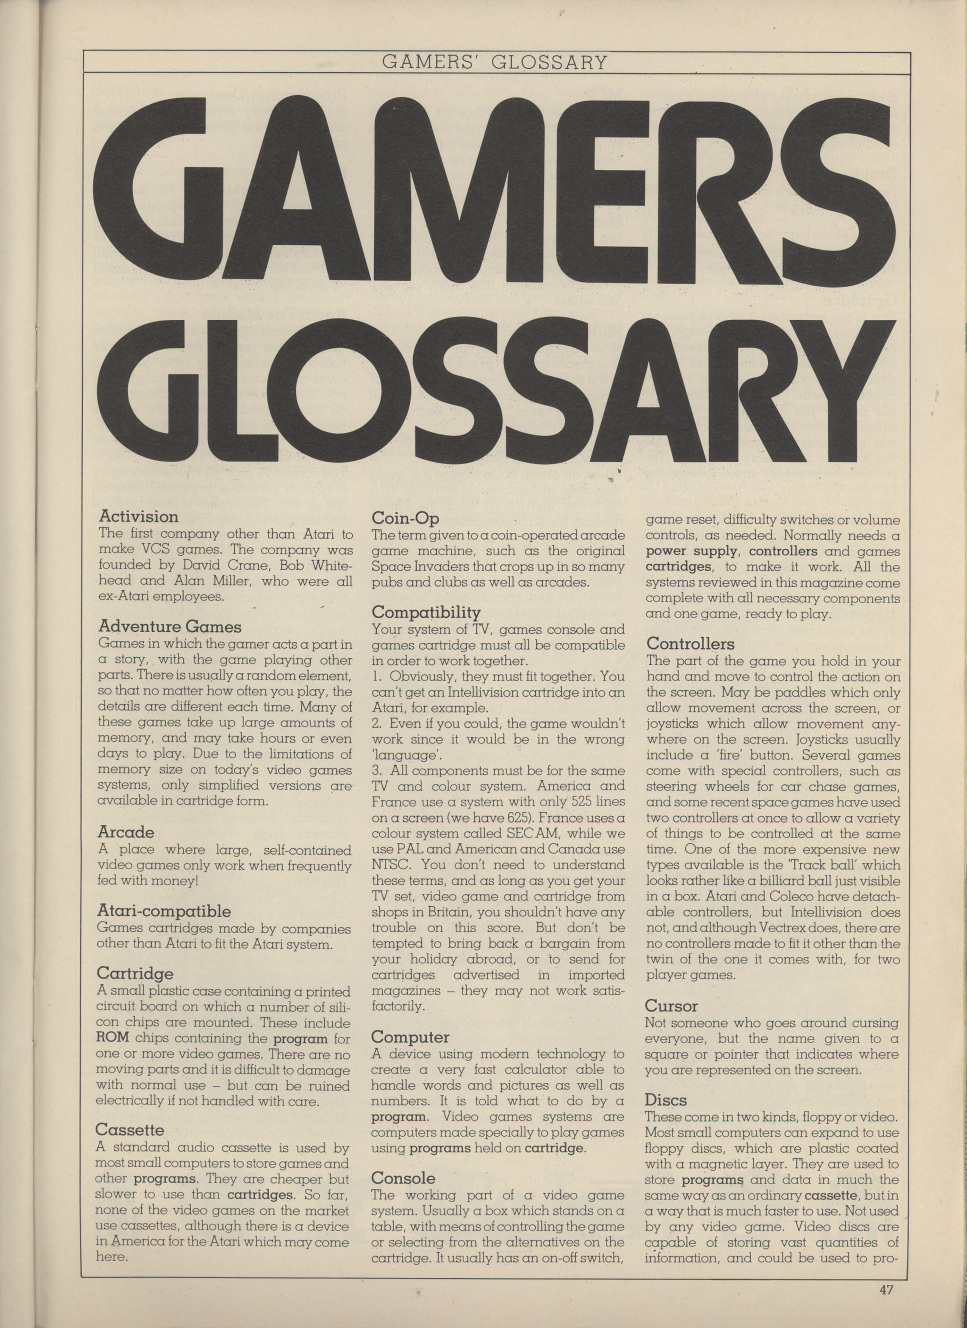 GAMERS' GLOSSARY
GAMERS
GLOSSARY
Activision
The first company other than Atari to
make VCS games. The company was
founded by David Crane, Bob White-
head and Alan Miller, who were all
ex-Atari employees.
Adventure Games
Games in which the gamer acts a part in
a story, with the game playing other
parts. There is usually a random element,
so that no matter how often you play, the
details are different each time. Many of
these games take up large amounts of
memory, and may take hours or even
days to play. Due to the limitations of
memory size on today's video games
systems, only simplified versions are
available in cartridge form.
Arcade
A place where large, self-contained
video games only work when frequently
fed with money!
Atari-compatible
Games cartridges made by companies
other than Atari to fit the Atari system.
Cartridge
A small plastic case containing a printed
circuit board on which a number of sili-
con chips are mounted. These include
ROM chips containing the program for
one or more video games. There are no
moving parts and it is difficult to damage
with normal use – but can be ruined
electrically if not handled with care.
Cassette
A standard audio cassette is used by
most small computers to store games and
other programs. They are cheaper but
slower to use than cartridges. So far,
none of the video games on the market
use cassettes, although there is a device
in America for the Atari which may come
here.
Coin-Op
The term given to a coin-operated arcade
game machine, such as the original
Space Invaders that crops up in so many
pubs and clubs as well as arcades.
Compatibility
Your system of TV, games console and
games cartridge must all be compatible
in order to work together.
1. Obviously, they must fit together. You
can't get an Intellivision cartridge into an
Atari, for example.
2. Even if you could, the game wouldn't
work since it would be in the wrong
'language'.
3. All components must be for the same
TV and colour system. America and
France use a system with only 525 lines
on a screen (we have 625). France uses a
colour system called SECAM, while we
use PAL and American and Canada use
NTSC. You don't need to understand
these terms, and as long as you get your
TV set, video game and cartridge from
shops in Britain, you shouldn't have any
trouble on this score. But don't be
tempted to bring back a bargain from
your holiday abroad, or to send for
cartridges advertised in imported
magazines – they may not work satis-
factorily.
Computer
A device using modern technology to
create a very fast calculator able to
handle words and pictures as well as
numbers. It is told what to do by a
program. Video games systems are
computers made specially to play games
using programs held on cartridge.
Console
The working part of a video game
system. Usually a box which stands on a
table, with means of controlling the game
or selecting from the alternatives on the
cartridge. It usually has an on-off switch,
game reset, difficulty switches or volume
controls, as needed. Normally needs a
power supply, controllers and games
cartridges, to make it work. All the
systems reviewed in this magazine come
complete with all necessary components
and one game, ready to play.
Controllers
The part of the game you hold in your
hand and move to control the action on
the screen. May be paddles which only
allow movement across the screen, or
joysticks which allow movement any-
where on the screen. Joysticks usually
include a 'fire' button. Several games
come with special controllers, such as
steering wheels for car chase games,
and some recent space games have used
two controllers at once to allow a variety
of things to be controlled at the same
time. One of the more expensive new
types available is the 'Track ball' which
looks rather like a billiard ball just visible
in a box. Atari and Coleco have detach-
able controllers, but Intellivision does
not, and although Vectrex does, there are
no controllers made to fit it other than the
twin of the one it comes with, for two
player games.
Cursor
Not someone who goes around cursing
everyone, but the name given to a
square or pointer that indicates where
you are represented on the screen.
Discs
These come in two kinds, floppy or video.
Most small computers can expand to use
floppy discs, which are plastic coated
with a magnetic layer. They are used to
store programs and data in much the
same way as an ordinary cassette, but in
a way that is much faster to use. Not used
by any video game. Video discs are
capable of storing vast quantities of
information, and could be used to pro-
47